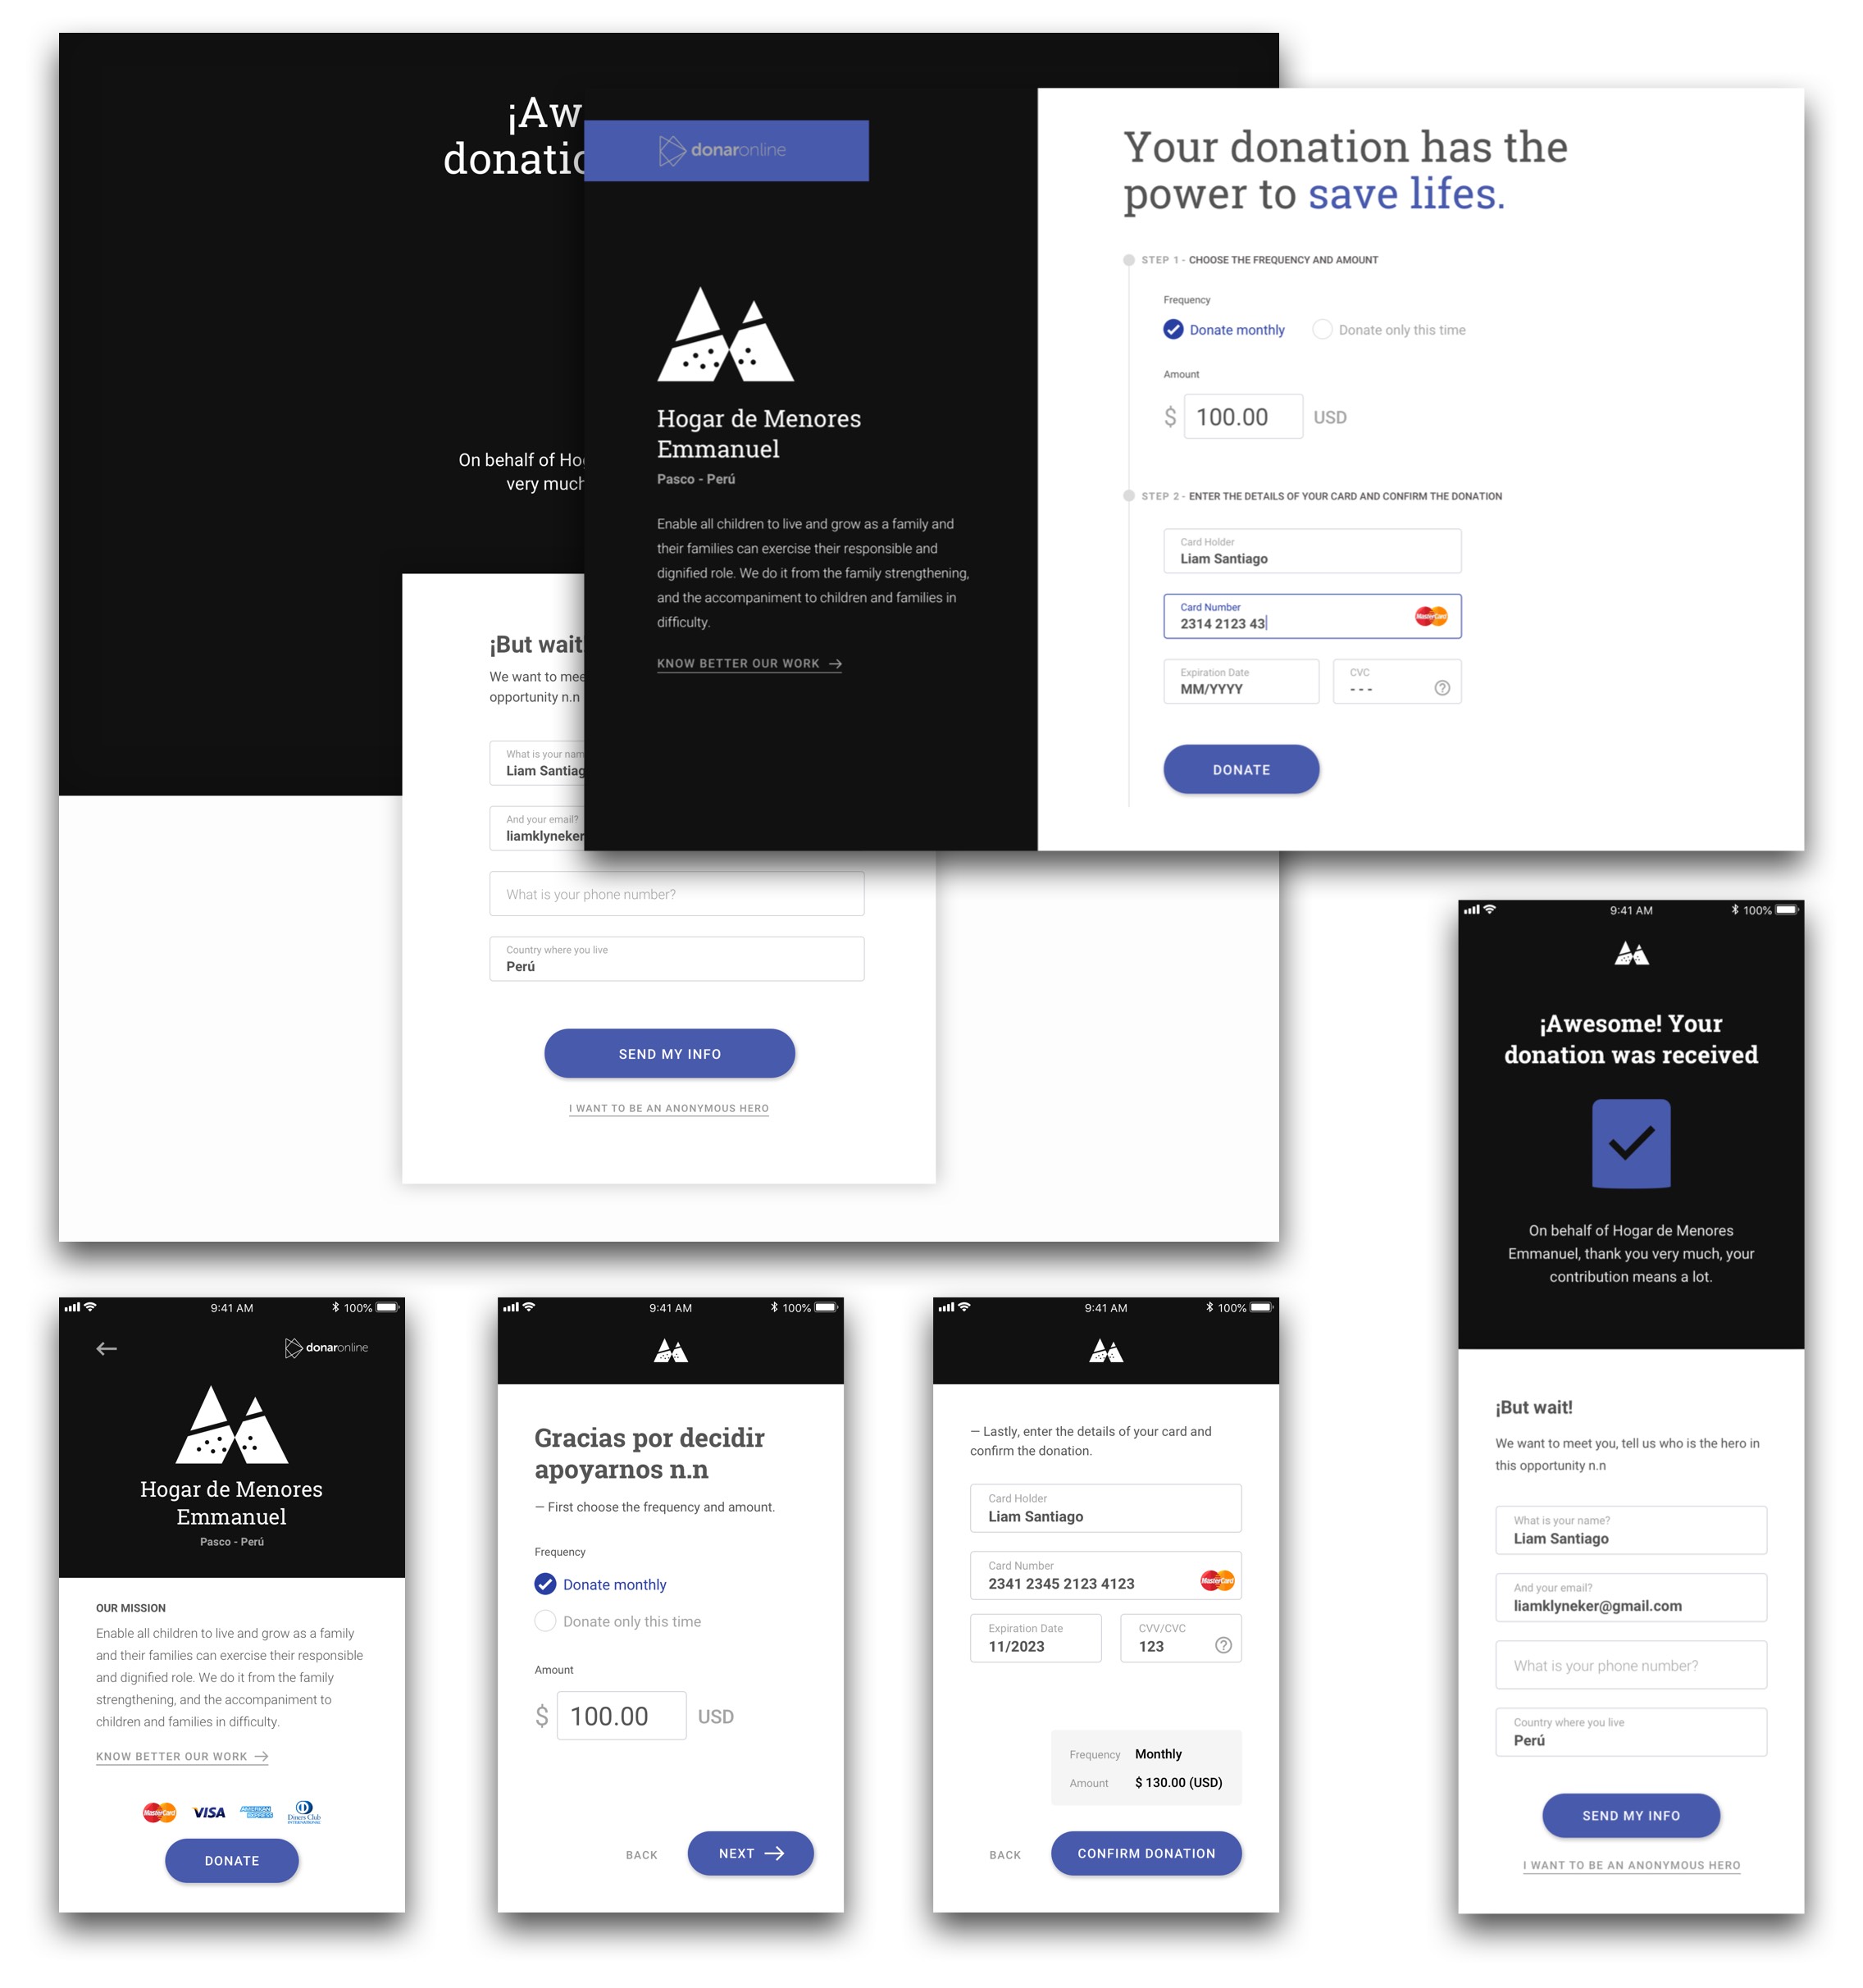 ¡Aw
donatio
On behalf of Hog
very much
¡But wait
We want to mee
opportunity n.n
What is your nam
Liam Santiag
And your email?
liamklyneker
What is your phone number?
Country where you live
Perú
SEND MY INFO
I WANT TO BE AN ANONYMOUS HERO
donaronline
Hogar de Menores
Emmanuel
Pasco - Perú
Enable all children to live and grow as a family and
their families can exercise their responsible and
dignified role. We do it from the family strengthening,
and the accompaniment to children and families in
difficulty.
KNOW BETTER OUR WORK
Your donation has the
power to save lifes.
STEP 1 - CHOOSE THE FREQUENCY AND AMOUNT
Frequency
Donate monthly Donate only this time
Amount
$ 100.00 USD
STEP 2 - ENTER THE DETAILS OF YOUR CARD AND CONFIRM THE DONATION
Card Holder
Liam Santiago
Card Number
2314 2123 43
MasterCard
Expiration Date
MM/YYYY
CVC
- - -
?
DONATE
9:41 AM 100%
¡Awesome! Your
donation was received
On behalf of Hogar de Menores
Emmanuel, thank you very much, your
contribution means a lot.
¡But wait!
We want to meet you, tell us who is the hero in
this opportunity n.n
What is your name?
Liam Santiago
And your email?
liamklyneker@gmail.com
What is your phone number?
Country where you live
Perú
SEND MY INFO
I WANT TO BE AN ANONYMOUS HERO
9:41 AM 100%
donaronline
Hogar de Menores
Emmanuel
Pasco - Perú
OUR MISSION
Enable all children to live and grow as a family
and their families can exercise their responsible
and dignified role. We do it from the family
strengthening, and the accompaniment to
children and families in difficulty.
KNOW BETTER OUR WORK
MasterCard VISA AMERICAN EXPRESS Diners Club INTERNATIONAL
DONATE
9:41 AM 100%
Gracias por decidir
apoyarnos n.n
– First choose the frequency and amount.
Frequency
Donate monthly
Donate only this time
Amount
$ 100.00 USD
BACK NEXT
9:41 AM 100%
– Lastly, enter the details of your card and
confirm the donation.
Card Holder
Liam Santiago
Card Number
2341 2345 2123 4123
MasterCard
Expiration Date
11/2023
CVV/CVC
123
?
Frequency Monthly
Amount $ 130.00 (USD)
BACK CONFIRM DONATION